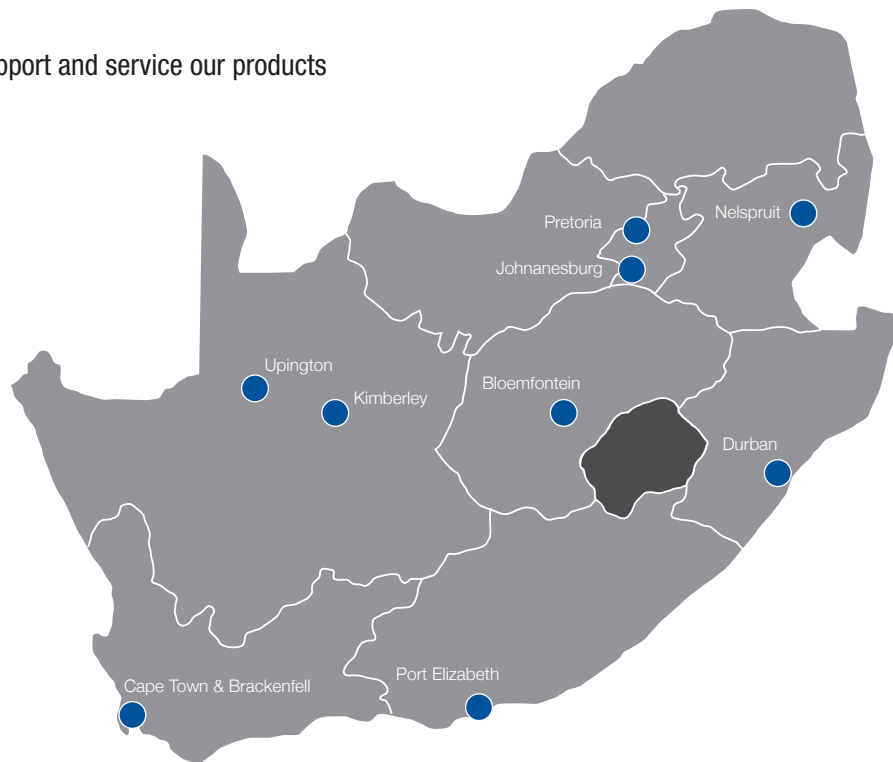 pport and service our products
Nelspruit
Pretoria
Johnanesburg
Upington
Bloemfontein
Kimberley
Durban
Port Elizabeth
Cape Town & Brackenfell